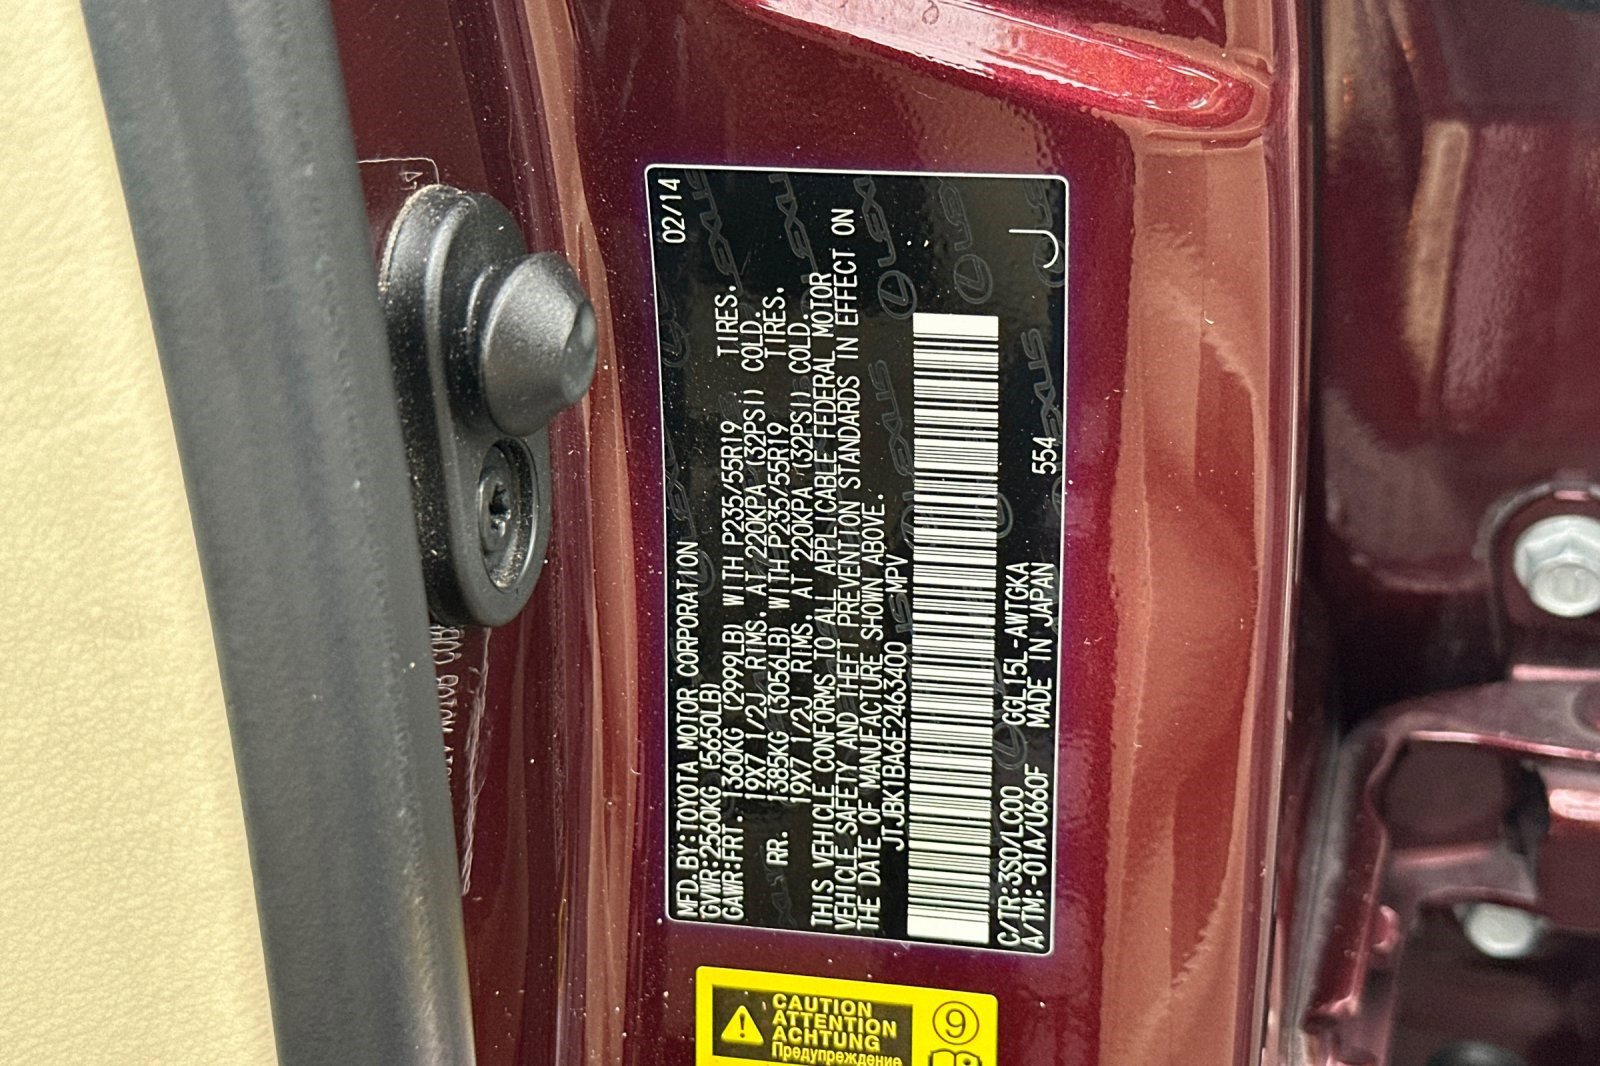 MFD.BY:TOYOTA MOTOR CORPORATION 02/14
GVWR:2560KG (5650LB)
GAWR:FRT. 1360KG (2999LB) WITH P235/55R19 TIRES.
19X7 1/2J RIMS. AT 220KPA (32PSI) COLD.
RR. 1385KG (3056LB) WITH P235/55R19 TIRES.
19X7 1/2J RIMS. AT 220KPA (32PSI) COLD.
THIS VEHICLE CONFORMS TO ALL APPLICABLE FEDERAL MOTOR
VEHICLE SAFETY AND THEFT PREVENTION STANDARDS IN EFFECT ON
THE DATE OF MANUFACTURE SHOWN ABOVE.
JTJBK1BA6E2463400 MPV
C/TR:3S0/LC00 GGL15L-AWTGKA
A/TM:-01A/U660F MADE IN JAPAN 554 J
CAUTION
ATTENTION
ACHTUNG
Предупреждение
9